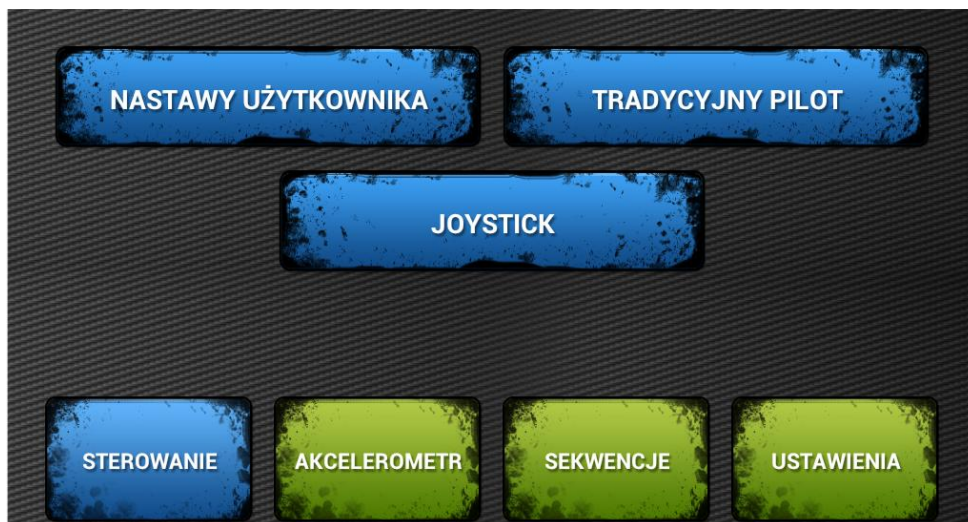 NASTAWY UŻYTKOWNIKA
TRADYCYJNY PILOT
JOYSTICK
STEROWANIE
AKCELEROMETR
SEKWENCJE
USTAWIENIA